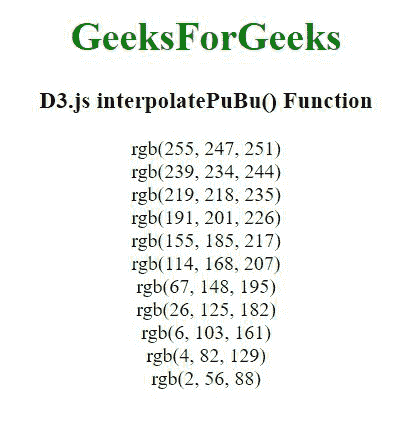 GeeksForGeeks
D3.js interpolatePuBu() Function
rgb(255, 247, 251)
rgb(239, 234, 244)
rgb(219, 218, 235)
rgb(191, 201, 226)
rgb(155, 185, 217)
rgb(114, 168, 207)
rgb(67, 148, 195)
rgb(26, 125, 182)
rgb(6, 103, 161)
rgb(4, 82, 129)
rgb(2, 56, 88)